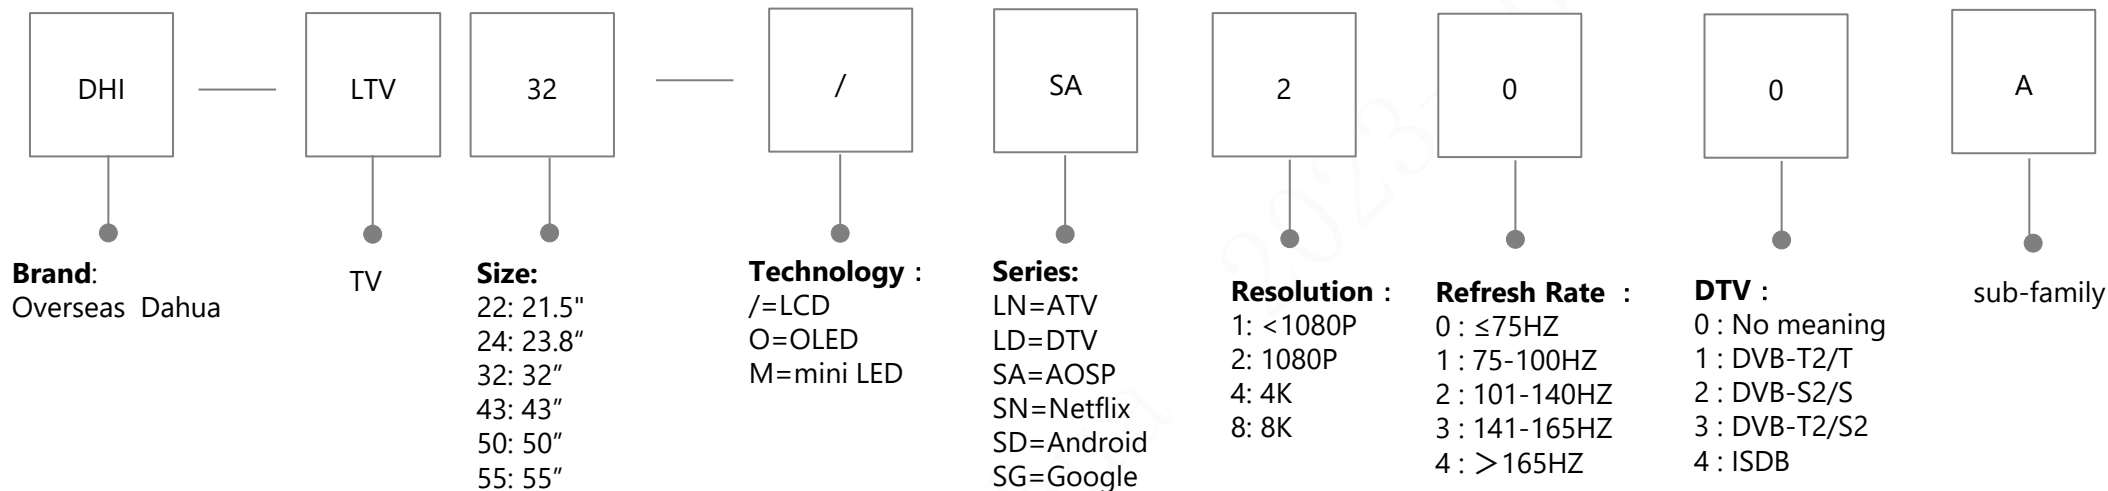 DHI
LTV
32
/
SA
2
0
0
A
Brand:
Overseas Dahua
TV
Size:
22: 21.5"
24: 23.8“
32: 32”
43: 43”
50: 50”
55: 55”
Technology：
/=LCD
O=OLED
M=mini LED
Series:
LN=ATV
LD=DTV
SA=AOSP
SN=Netflix
SD=Android
SG=Google
Resolution：
1: <1080P
2: 1080P
4: 4K
8: 8K
Refresh Rate ：
0 : ≤75HZ
1 : 75-100HZ
2 : 101-140HZ
3 : 141-165HZ
4 : ＞165HZ
DTV：
0 : No meaning
1 : DVB-T2/T
2 : DVB-S2/S
3 : DVB-T2/S2
4 : ISDB
sub-family
2023-